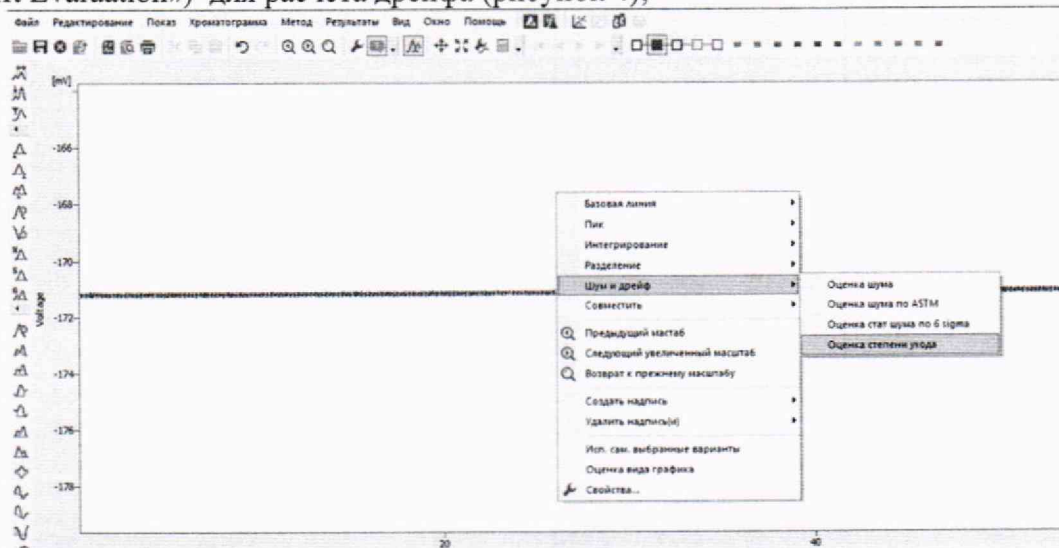 Evaluation») для расчета дрейфа (рисунок
Файл Редактирование Показ Хроматограмма Метод Результаты Вид Окно Помощь
[mV]
-166
-168
-170
-172
-174
-176
-178
Voltage
20
40
Базовая линия
Пик
Интегрирование
Разделение
Шум и дрейф
Совместить
Предыдущий мастаб
Следующий увеличенный масштаб
Возврат к прежнему масштабу
Создать надпись
Удалить надпись(и)
Исп. сам. выбранные варианты
Оценка вида графика
Свойства...
Оценка шума
Оценка шума по ASTM
Оценка стат шума по 6 sigma
Оценка степени ухода